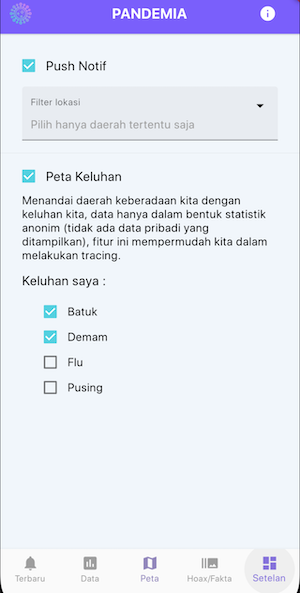 PANDEMIA
Push Notif
Filter lokasi
Pilih hanya daerah tertentu saja
Peta Keluhan
Menandai daerah keberadaan kita dengan
keluhan kita, data hanya dalam bentuk statistik
anonim (tidak ada data pribadi yang
ditampilkan), fitur ini mempermudah kita dalam
melakukan tracing.
Keluhan saya :
Batuk
Demam
Flu
Pusing
Terbaru Data Peta Hoax/Fakta Setelan